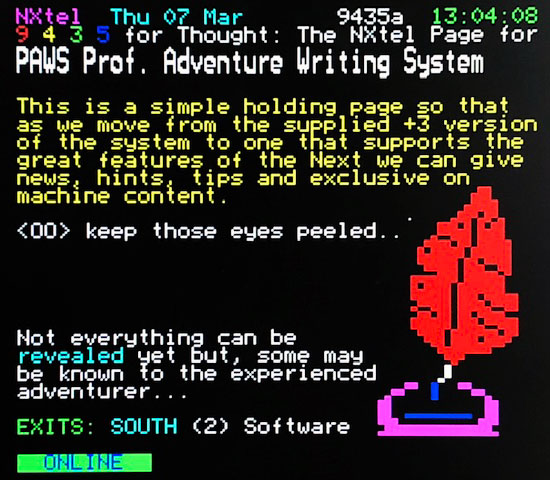 NXtel Thu 07 Mar 9435a 13:04:08
9 4 3 5 for Thought: The NXtel Page for
PAWS Prof. Adventure Writing System
This is a simple holding page so that
as we move from the supplied +3 version
of the system to one that supports the
great features of the Next we can give
news, hints, tips and exclusive on
machine content.
<OO> keep those eyes peeled..
Not everything can be
revealed yet but, some may
be known to the experienced
adventurer...
EXITS: SOUTH (2) Software
ONLINE